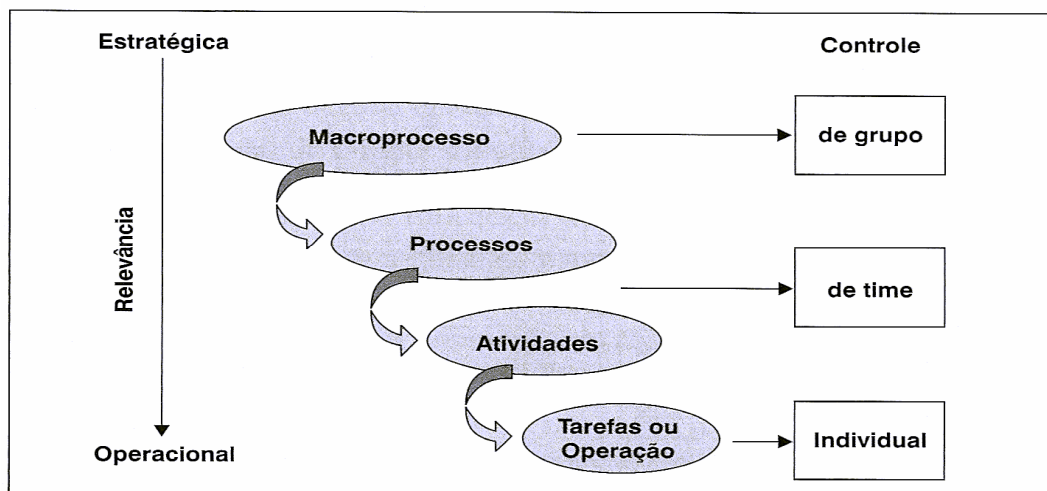 Estratégica
Controle
Macroprocesso
de grupo
Relevância
Processos
de time
Atividades
Tarefas ou
Operação
Individual
Operacional